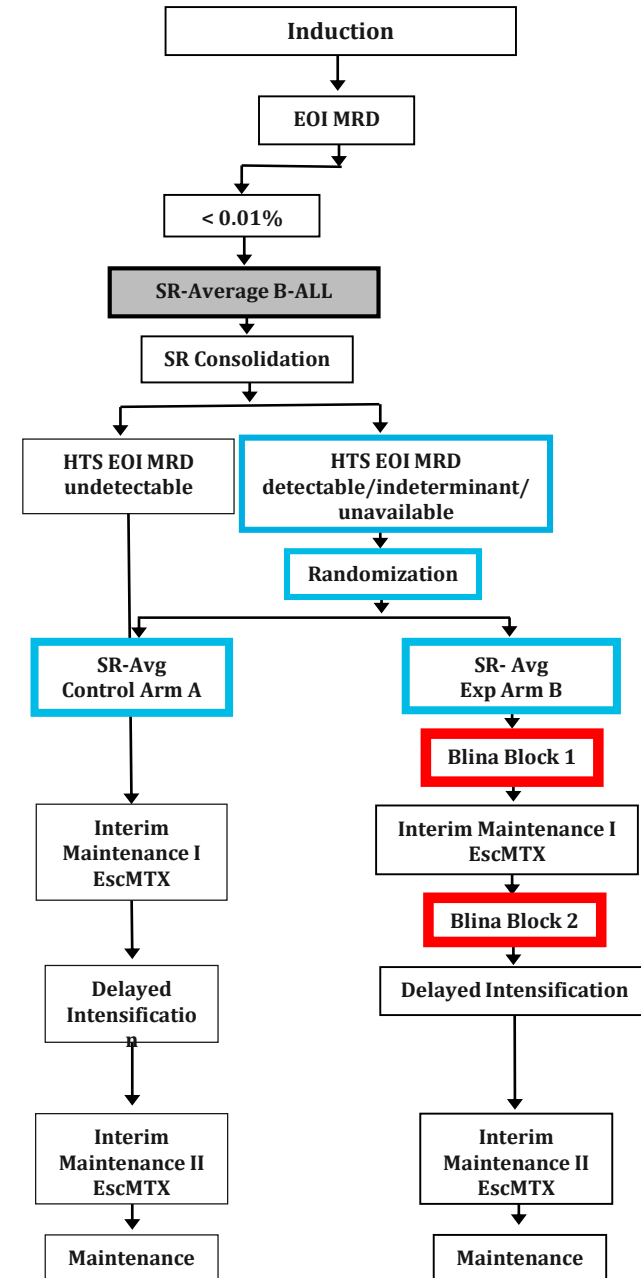 Induction
EOI MRD
< 0.01%
SR-Average B-ALL
SR Consolidation
HTS EOI MRD
undetectable
HTS EOI MRD
detectable/indeterminant/
unavailable
Randomization
SR-Avg
Control Arm A
SR- Avg
Exp Arm B
Blina Block 1
Interim
Maintenance I
EscMTX
Interim Maintenance I
EscMTX
Blina Block 2
Delayed
Intensificatio
n
Delayed Intensification
Interim
Maintenance II
EscMTX
Interim
Maintenance II
EscMTX
Maintenance
Maintenance